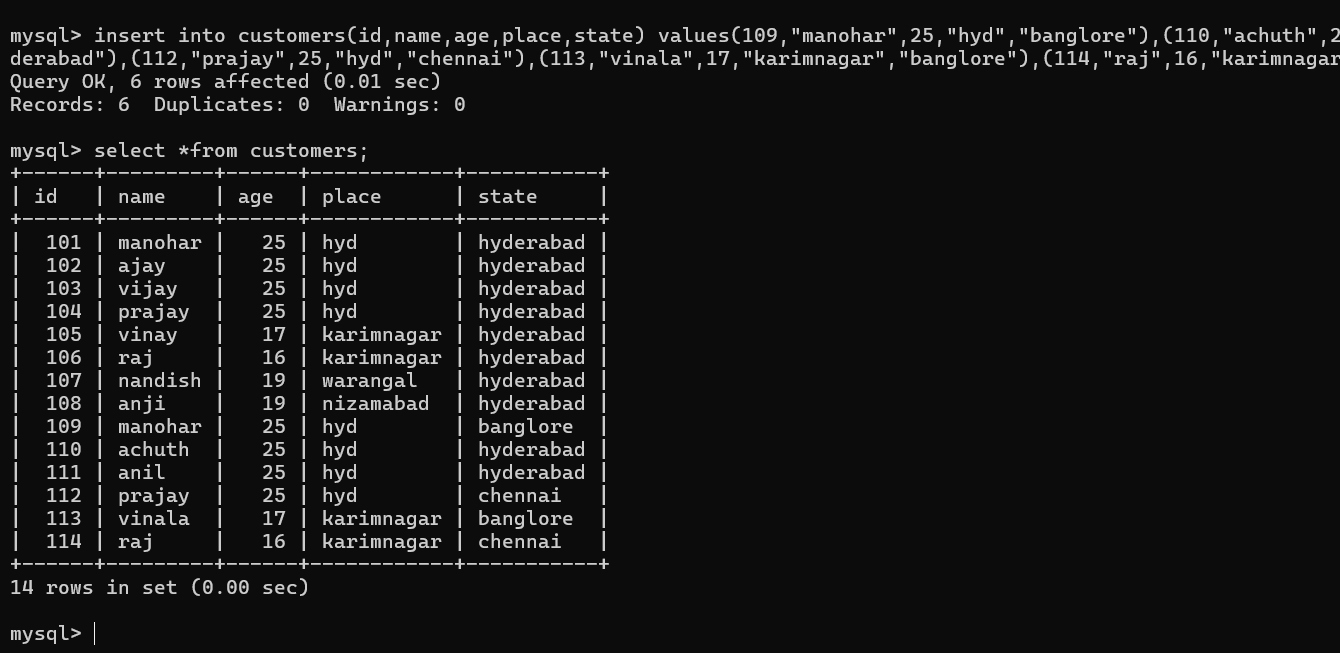 mysql> insert into customers(id,name,age,place,state) values(109,"manohar",25,"hyd","banglore"),(110,"achuth",2
derabad"),(112,"prajay",25,"hyd","chennai"),(113,"vinala",17,"karimnagar","banglore"),(114,"raj",16,"karimnagar
Query OK, 6 rows affected (0.01 sec)
Records: 6  Duplicates: 0  Warnings: 0
mysql> select *from customers;
+------+---------+------+------------+-----------+
| id   | name    | age  | place      | state     |
+------+---------+------+------------+-----------+
|  101 | manohar |   25 | hyd        | hyderabad |
|  102 | ajay    |   25 | hyd        | hyderabad |
|  103 | vijay   |   25 | hyd        | hyderabad |
|  104 | prajay  |   25 | hyd        | hyderabad |
|  105 | vinay   |   17 | karimnagar | hyderabad |
|  106 | raj     |   16 | karimnagar | hyderabad |
|  107 | nandish |   19 | warangal   | hyderabad |
|  108 | anji    |   19 | nizamabad  | hyderabad |
|  109 | manohar |   25 | hyd        | banglore  |
|  110 | achuth  |   25 | hyd        | hyderabad |
|  111 | anil    |   25 | hyd        | hyderabad |
|  112 | prajay  |   25 | hyd        | chennai   |
|  113 | vinala  |   17 | karimnagar | banglore  |
|  114 | raj     |   16 | karimnagar | chennai   |
+------+---------+------+------------+-----------+
14 rows in set (0.00 sec)
mysql>